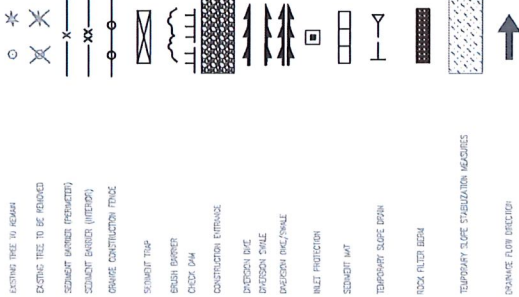 EXISTING TREE TO REMAIN
EXISTING TREE TO BE REMOVED
SEDIMENT BARRIER (PERIMETER)
SEDIMENT BARRIER (INTERIOR)
ORANGE CONSTRUCTION FENCE
SEDIMENT TRAP
BRUSH BARRIER
CHECK DAM
CONSTRUCTION ENTRANCE
DIVERSION DIKE
DIVERSION SWALE
DIVERSION DIKE/SWALE
INLET PROTECTION
SEDIMENT MAT
TEMPORARY SLOPE DRAIN
ROCK FILTER BERM
TEMPORARY SLOPE STABILIZATION MEASURES
DRAINAGE FLOW DIRECTION